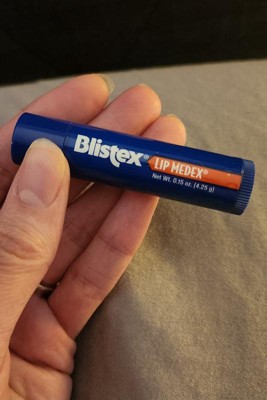 Blistex® LIP MEDEX®
Net Wt. 0.15 oz. (4.25 g)